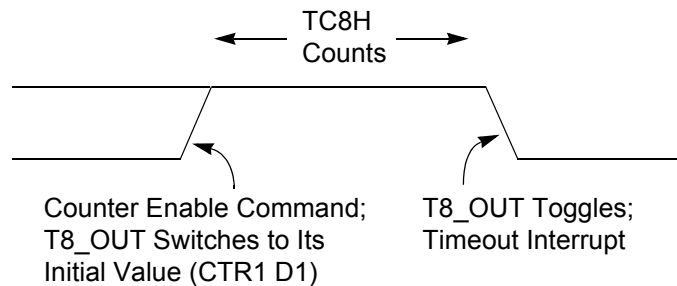 TC8H
Counts
Counter Enable Command;
T8_OUT Switches to Its
Initial Value (CTR1 D1)
T8_OUT Toggles;
Timeout Interrupt